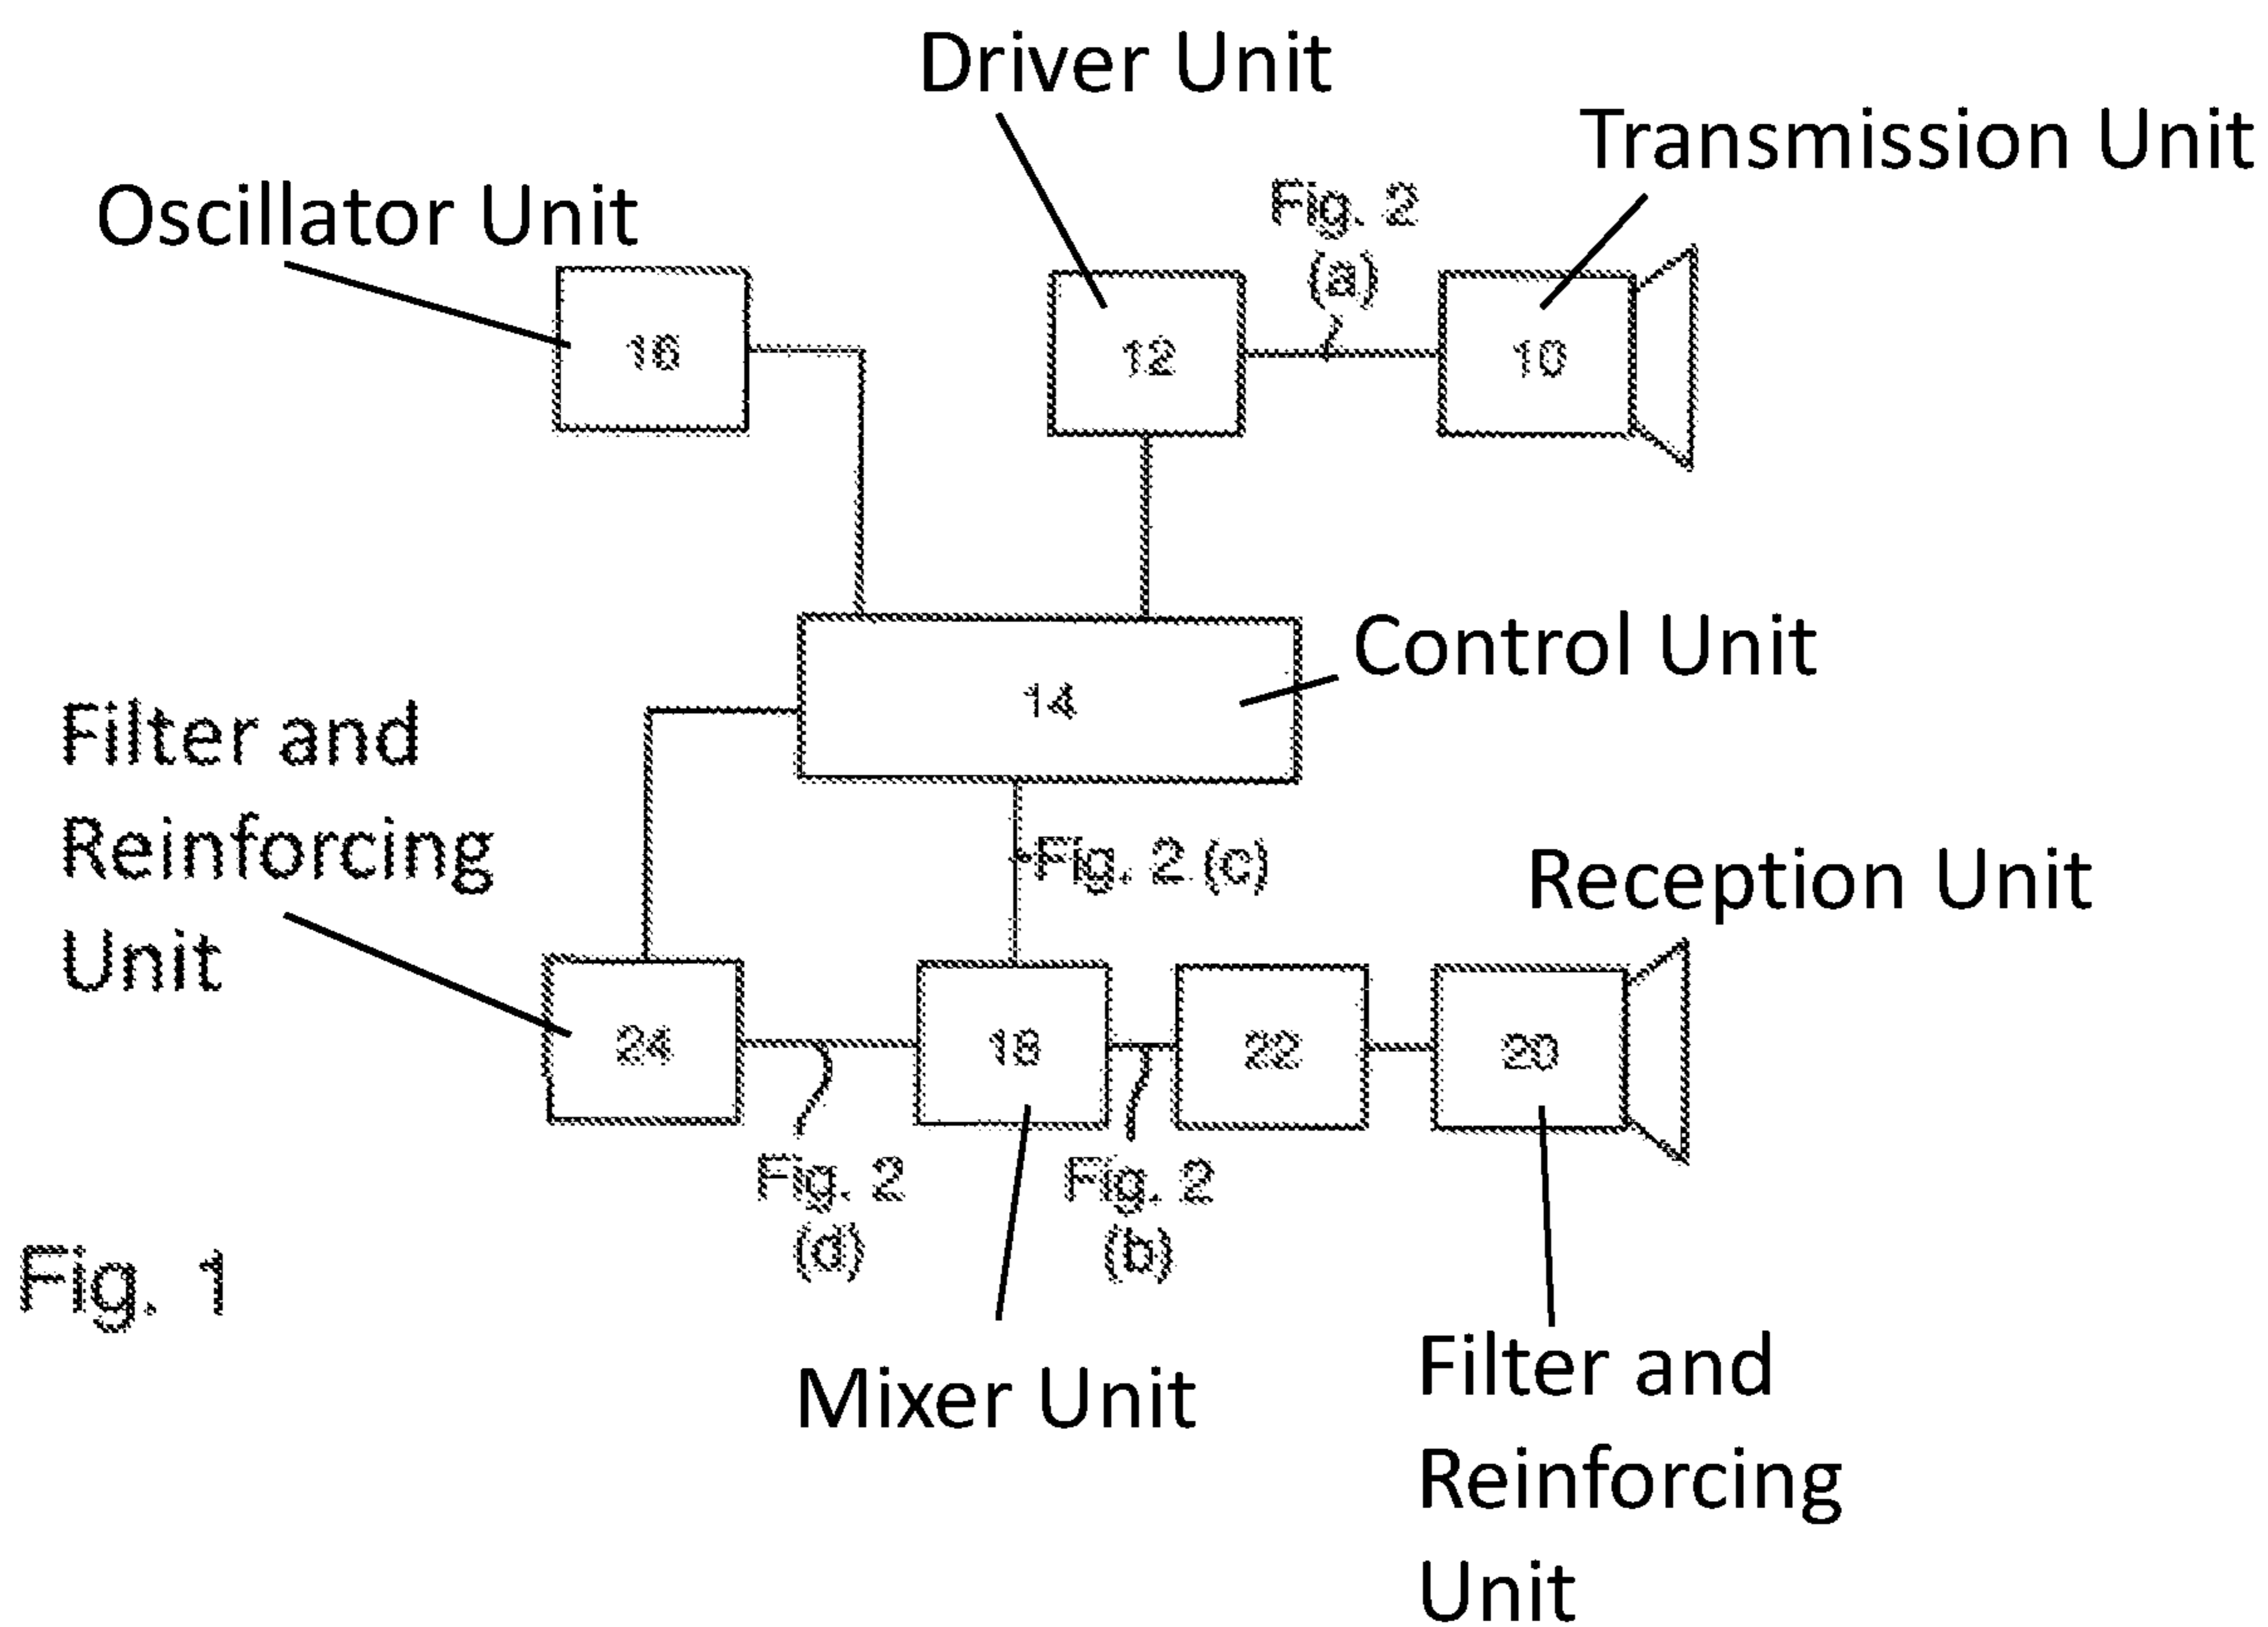 Driver Unit
Transmission Unit
Oscillator Unit
Fig. 2
(a)
16
12
10
Control Unit
14
Filter and
Reinforcing
Unit
Fig. 2 (c)
Reception Unit
24
18
22
20
Fig. 2
(d)
Fig. 2
(b)
Fig. 1
Mixer Unit
Filter and
Reinforcing
Unit